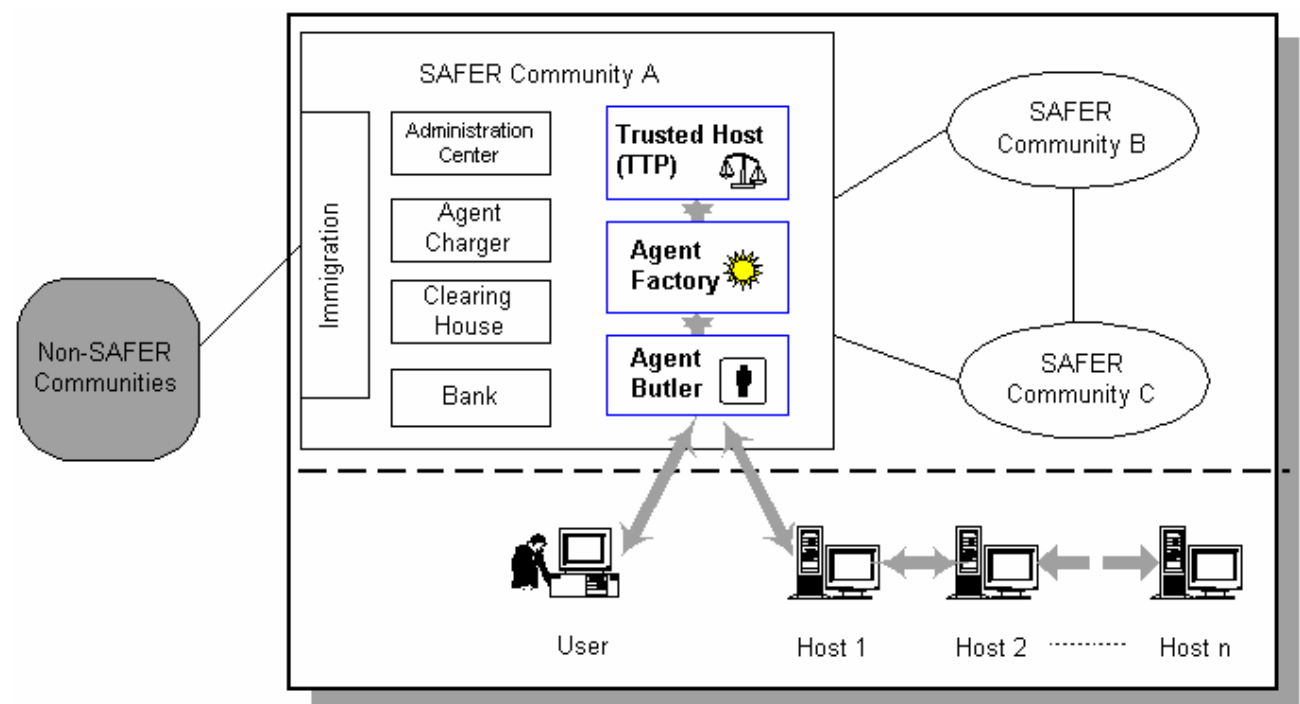 SAFER Community A
Immigration
Administration
Center
Agent
Charger
Clearing
House
Bank
Trusted Host
(TTP)
Agent
Factory
Agent
Butler
SAFER
Community B
SAFER
Community C
Non-SAFER
Communities
User
Host 1
Host 2
Host n